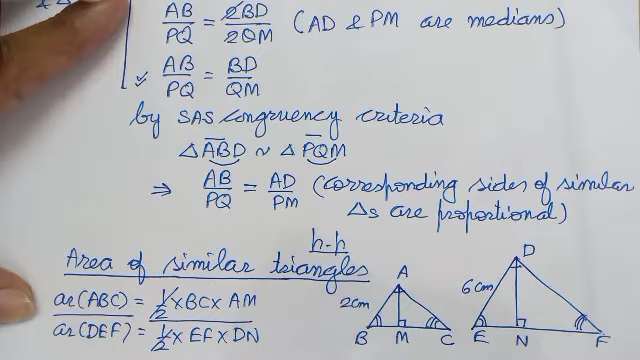 AB/PQ = 2BD/2QM (AD & PM are medians)
AB/PQ = BD/QM
by SAS congruency criteria
△ABD ~ △PQM
⇒ AB/PQ = AD/PM (corresponding sides of similar
△s are proportional)
h-h
Area of similar triangles
ar(ABC) = ½ × BC × AM
ar(DEF) = ½ × EF × DN
A
2cm
B M C
D
6cm
E N F